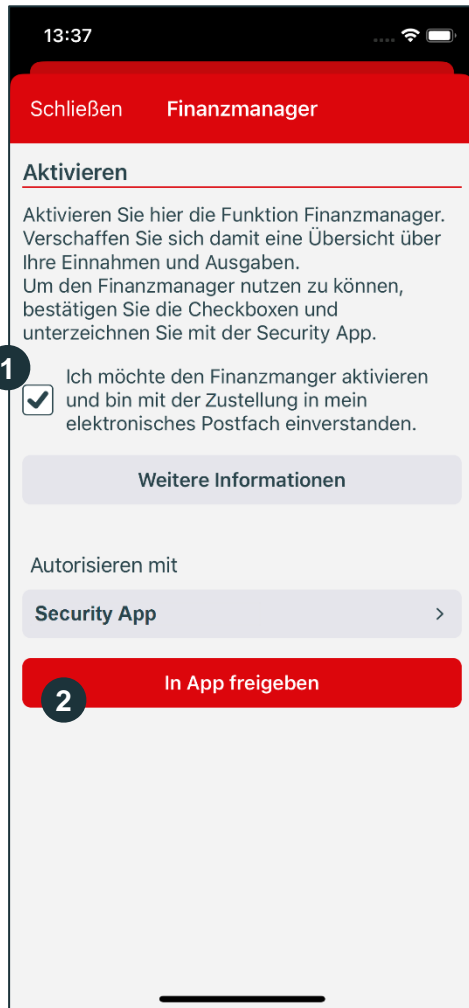 13:37
Schließen Finanzmanager
Aktivieren
Aktivieren Sie hier die Funktion Finanzmanager.
Verschaffen Sie sich damit eine Übersicht über
Ihre Einnahmen und Ausgaben.
Um den Finanzmanager nutzen zu können,
bestätigen Sie die Checkboxen und
unterzeichnen Sie mit der Security App.
1
Ich möchte den Finanzmanger aktivieren
und bin mit der Zustellung in mein
elektronisches Postfach einverstanden.
Weitere Informationen
Autorisieren mit
Security App
In App freigeben
2